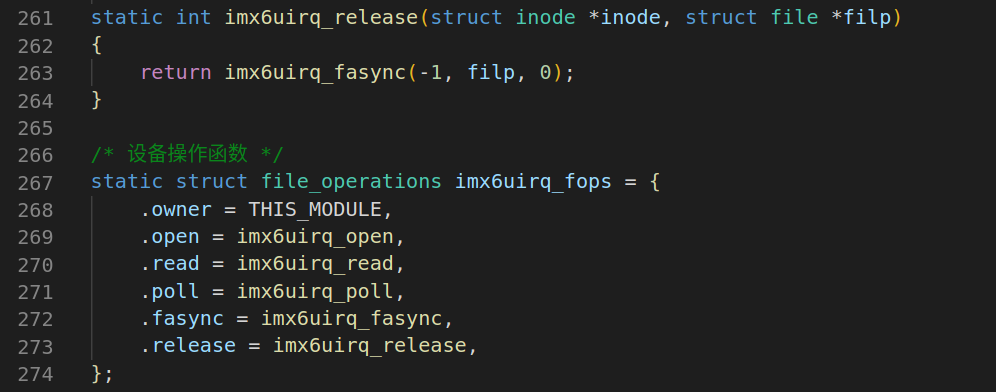 261 static int imx6uirq_release(struct inode *inode, struct file *filp)
262 {
263     return imx6uirq_fasync(-1, filp, 0);
264 }
265
266 /* 设备操作函数 */
267 static struct file_operations imx6uirq_fops = {
268     .owner = THIS_MODULE,
269     .open = imx6uirq_open,
270     .read = imx6uirq_read,
271     .poll = imx6uirq_poll,
272     .fasync = imx6uirq_fasync,
273     .release = imx6uirq_release,
274 };